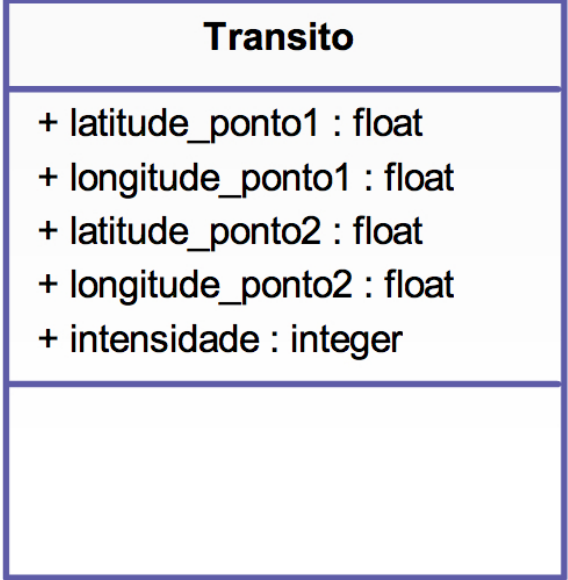 Transito
+ latitude_ponto1 : float
+ longitude_ponto1 : float
+ latitude_ponto2 : float
+ longitude_ponto2 : float
+ intensidade : integer